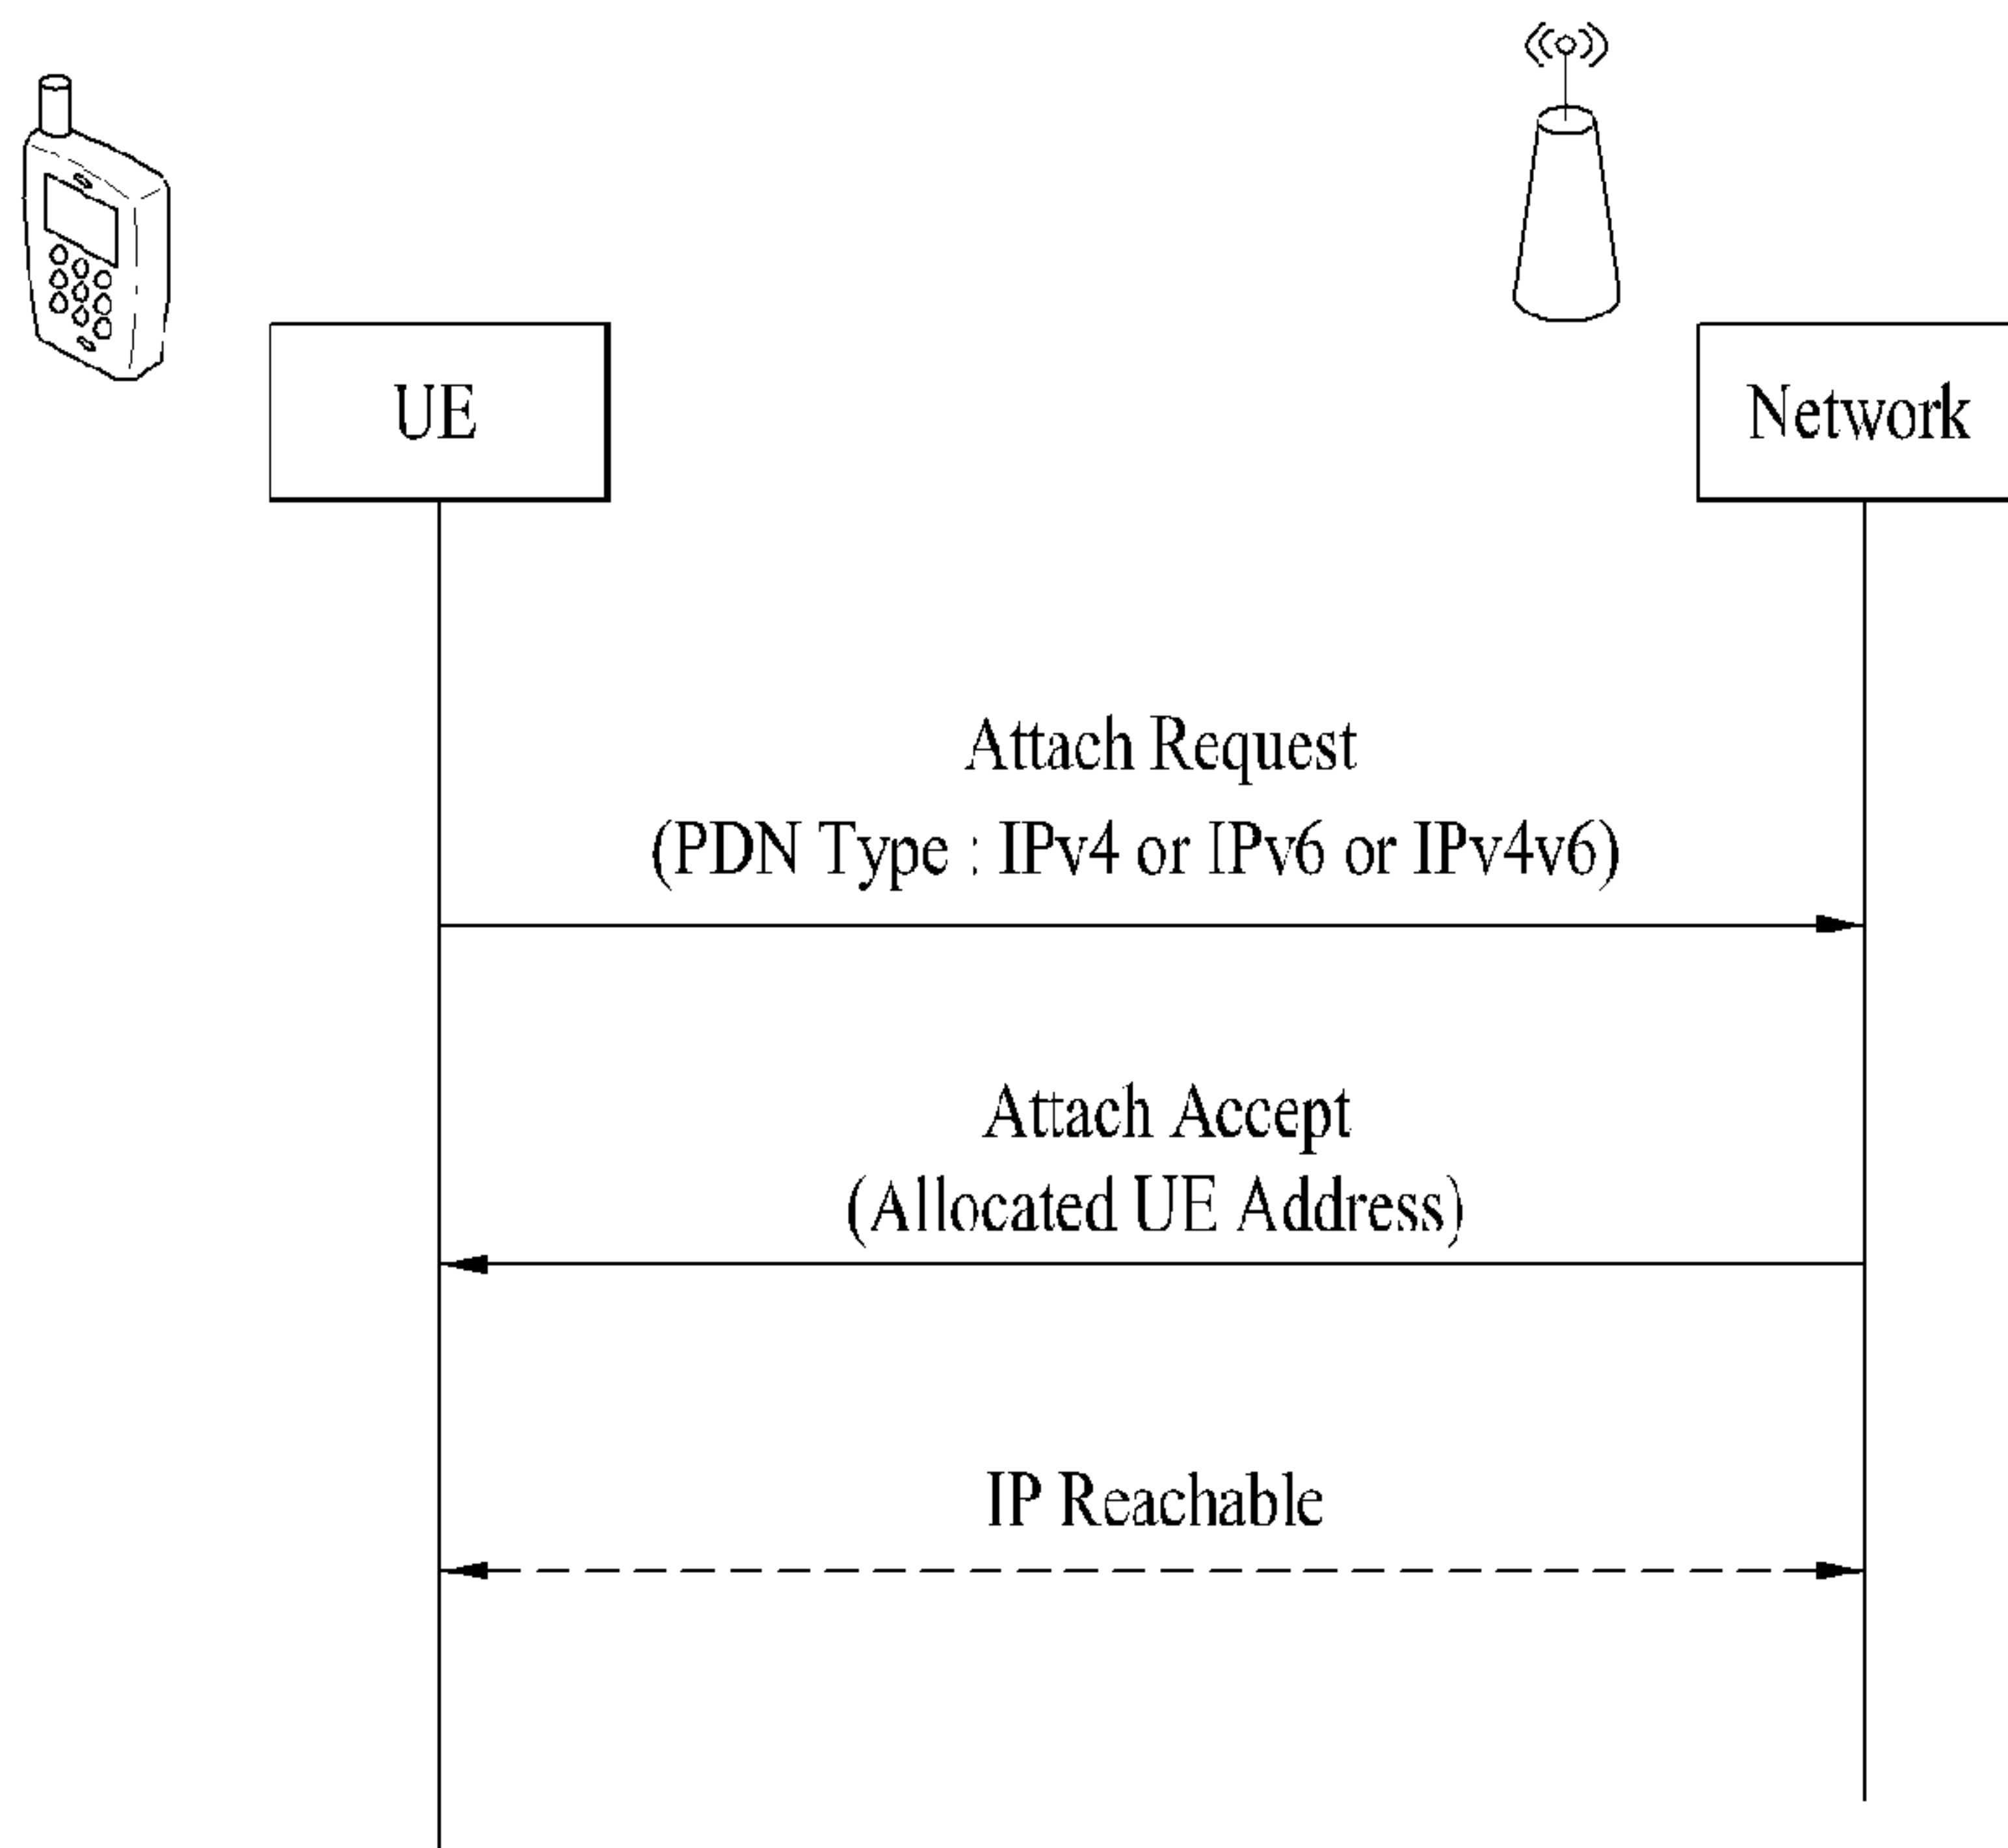 UE
Network
Attach Request
(PDN Type : IPv4 or IPv6 or IPv4v6)
Attach Accept
(Allocated UE Address)
IP Reachable